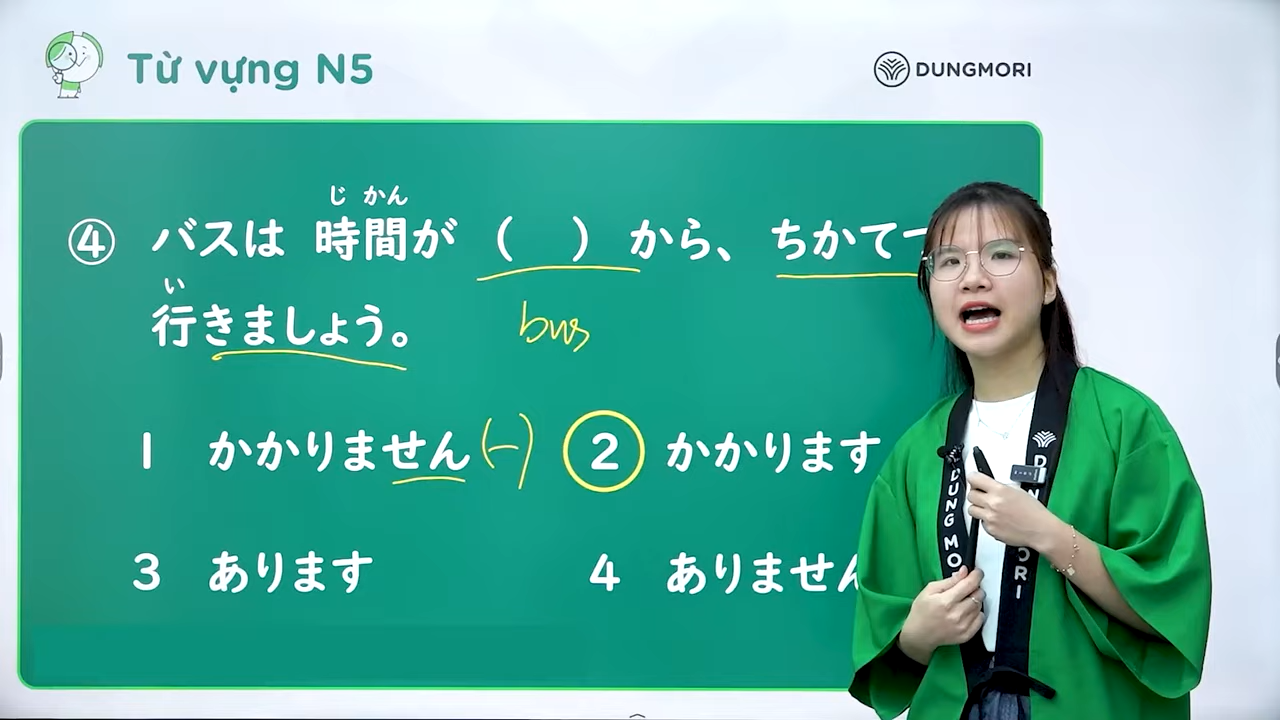 Từ vựng N5
DUNGMORI
じ かん
④ バスは 時間が ( ) から、 ちかて
い
行きましょう。
bus
1 かかりません (-) 2 かかります
3 あります 4 ありません
DUNG MO
D
ORI